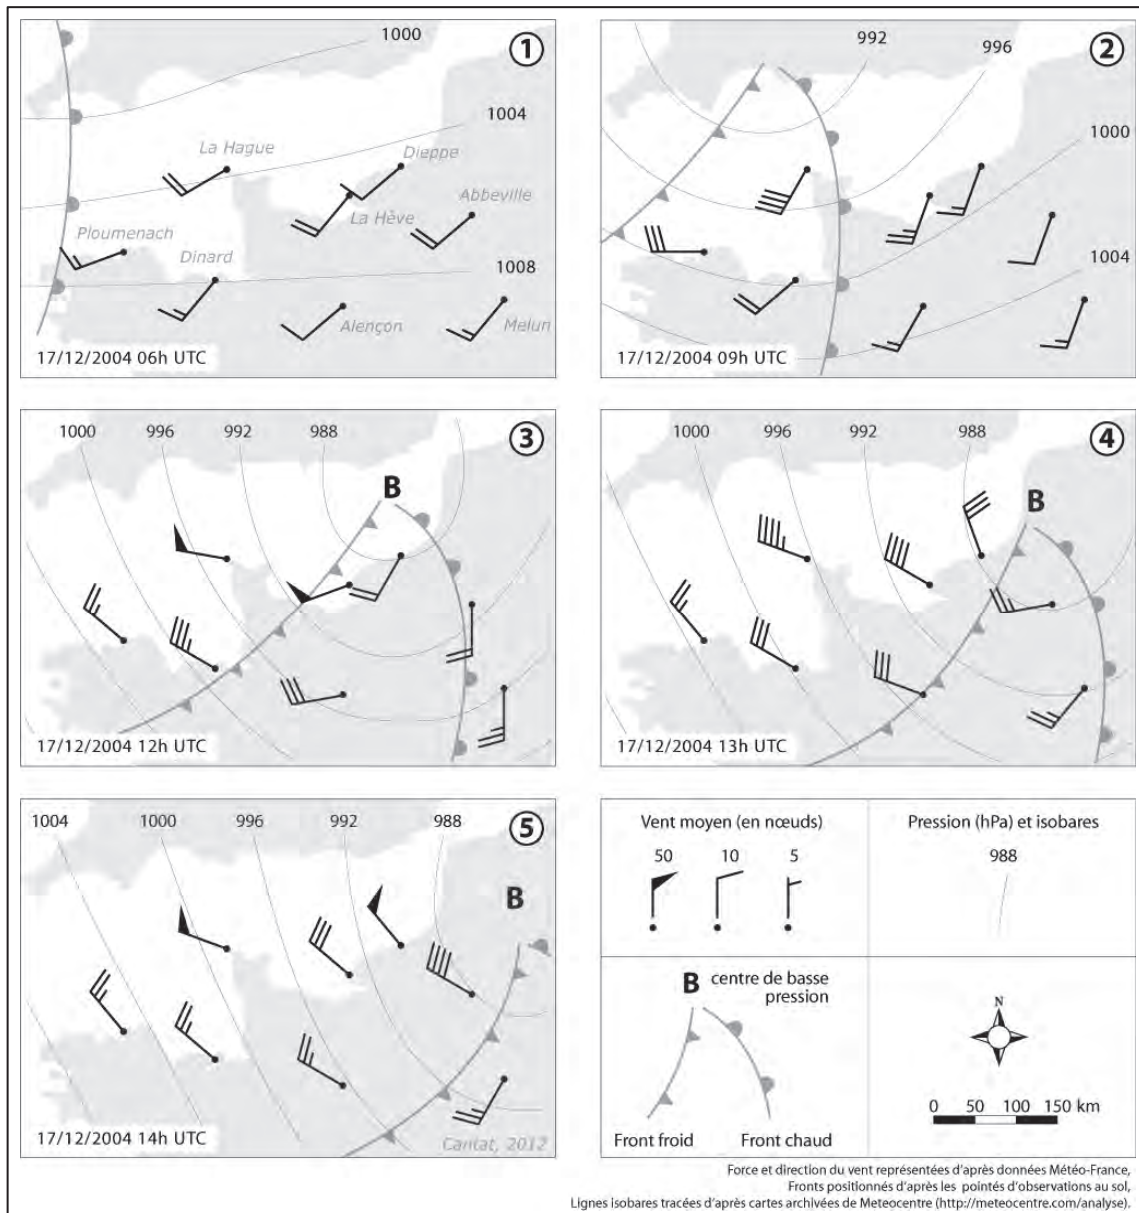 1000
①
1004
La Hague
Dieppe
Abbeville
La Hève
Ploumenach
Dinard
1008
Alençon
Melun
17/12/2004 06h UTC
992
996
②
1000
1004
17/12/2004 09h UTC
1000
996
992
988
③
B
17/12/2004 12h UTC
1000
996
992
988
④
B
17/12/2004 13h UTC
1004
1000
996
992
988
⑤
B
17/12/2004 14h UTC
Cantat, 2012
Vent moyen (en nœuds)
50
10
5
Pression (hPa) et isobares
988
B centre de basse
pression
Front froid
Front chaud
N
0 50 100 150 km
Force et direction du vent représentées d'après données Météo-France,
Fronts positionnés d'après les pointés d'observations au sol,
Lignes isobares tracées d'après cartes archivées de Meteocentre (http://meteocentre.com/analyse).